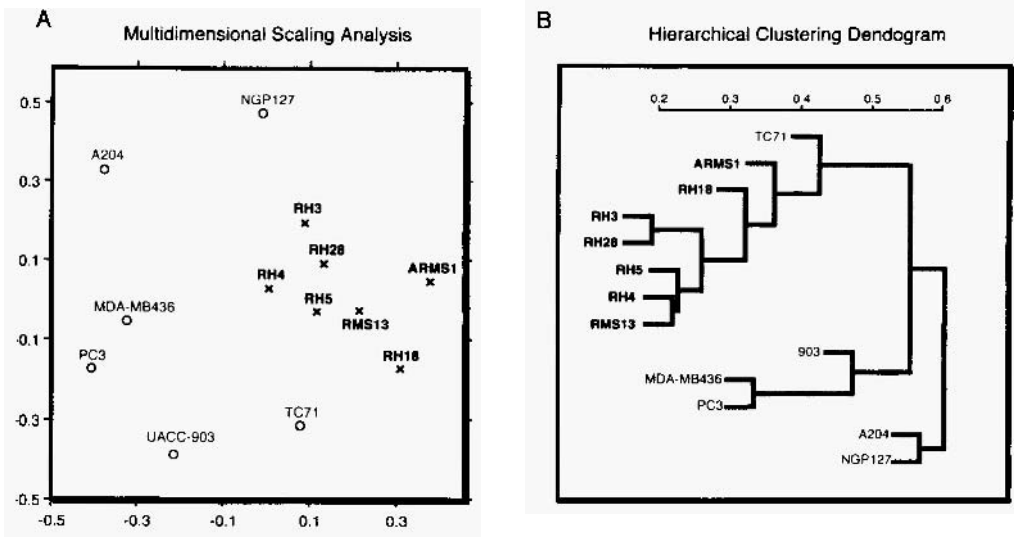 A
Multidimensional Scaling Analysis
0.5
0.3
0.1
-0.1
-0.3
-0.5
-0.5
-0.3
-0.1
0.1
0.3
NGP127
A204
RH3
RH28
ARMS1
RH4
MDA-MB436
RH5
RMS13
PC3
RH18
TC71
UACC-903
B
Hierarchical Clustering Dendogram
0.2
0.3
0.4
0.5
0.6
TC71
ARMS1
RH18
RH3
RH28
RH5
RH4
RMS13
903
MDA-MB436
PC3
A204
NGP127